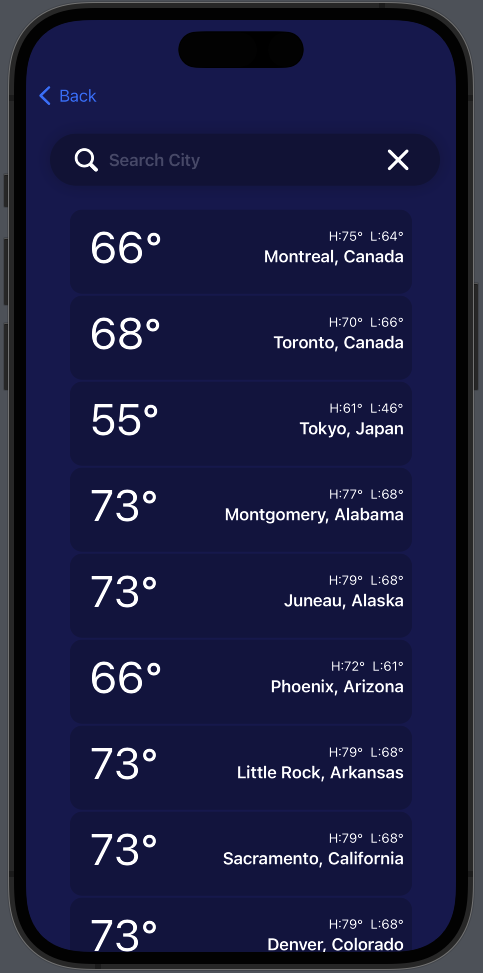 Back
Search City
66°
H:75° L:64°
Montreal, Canada
68°
H:70° L:66°
Toronto, Canada
55°
H:61° L:46°
Tokyo, Japan
73°
H:77° L:68°
Montgomery, Alabama
73°
H:79° L:68°
Juneau, Alaska
66°
H:72° L:61°
Phoenix, Arizona
73°
H:79° L:68°
Little Rock, Arkansas
73°
H:79° L:68°
Sacramento, California
73°
H:79° L:68°
Denver, Colorado